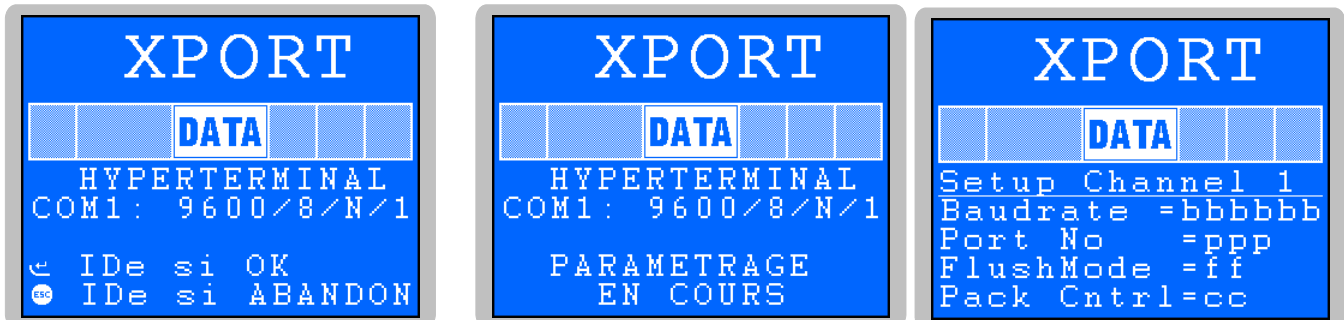 XPORT
DATA
HYPERTERMINAL
COM1: 9600/8/N/1
IDe si OK
ESC IDe si ABANDON
XPORT
DATA
HYPERTERMINAL
COM1: 9600/8/N/1
PARAMETRAGE
EN COURS
XPORT
DATA
Setup Channel 1
Baudrate =bbbbbb
Port No =ppp
FlushMode =ff
Pack Cntrl=cc